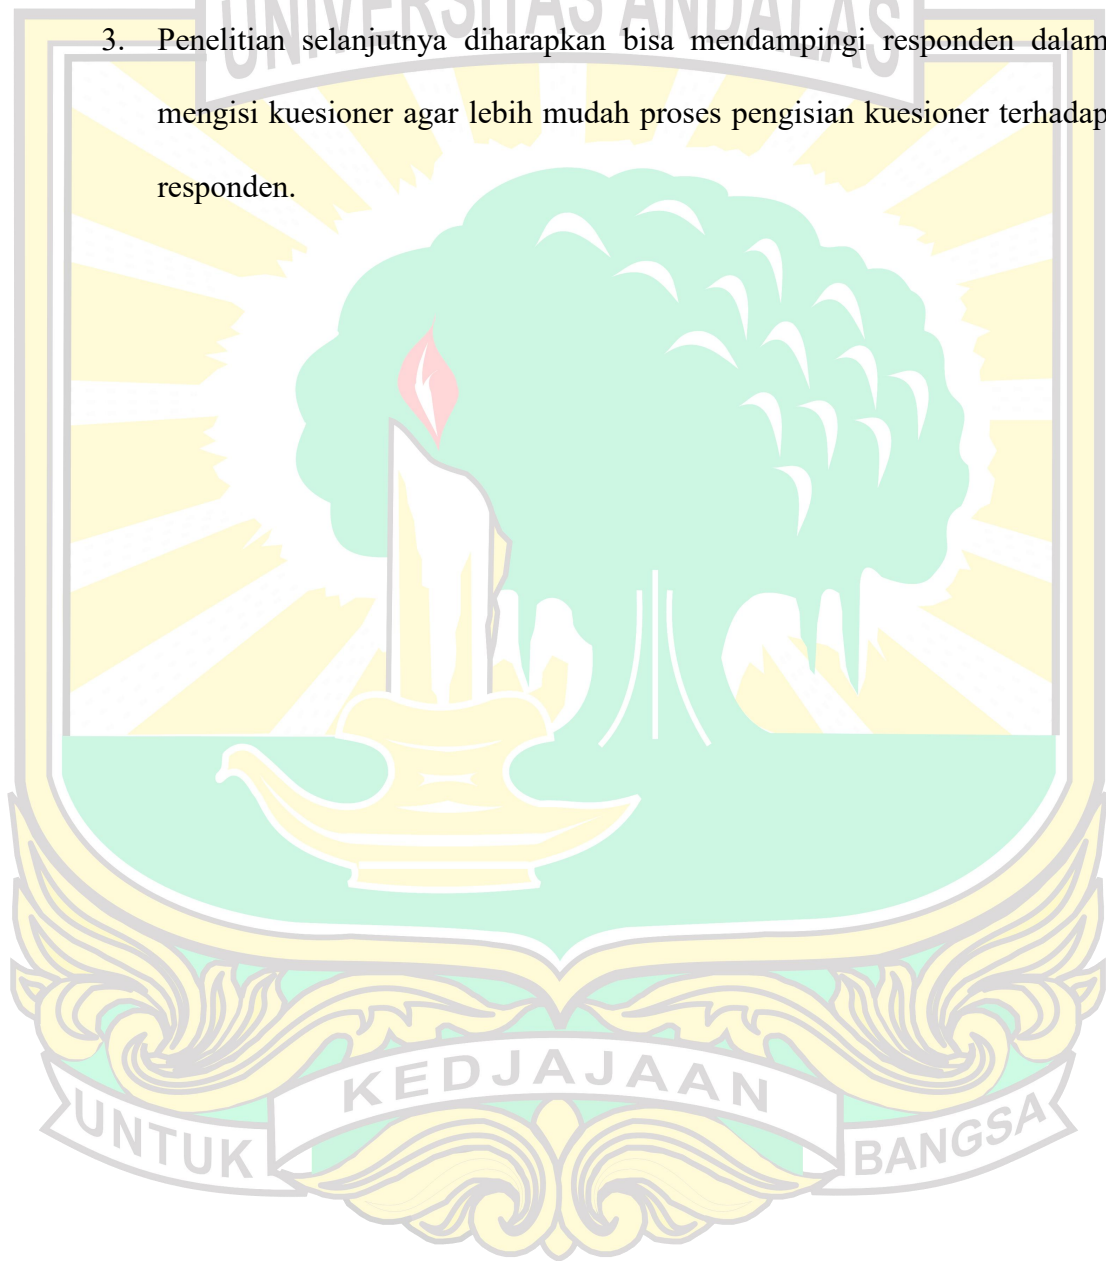 UNIVERSITAS ANDALAS
3. Penelitian selanjutnya diharapkan bisa mendampingi responden dalam
mengisi kuesioner agar lebih mudah proses pengisian kuesioner terhadap
responden.
UNTUK KEDJAJAAN BANGSA